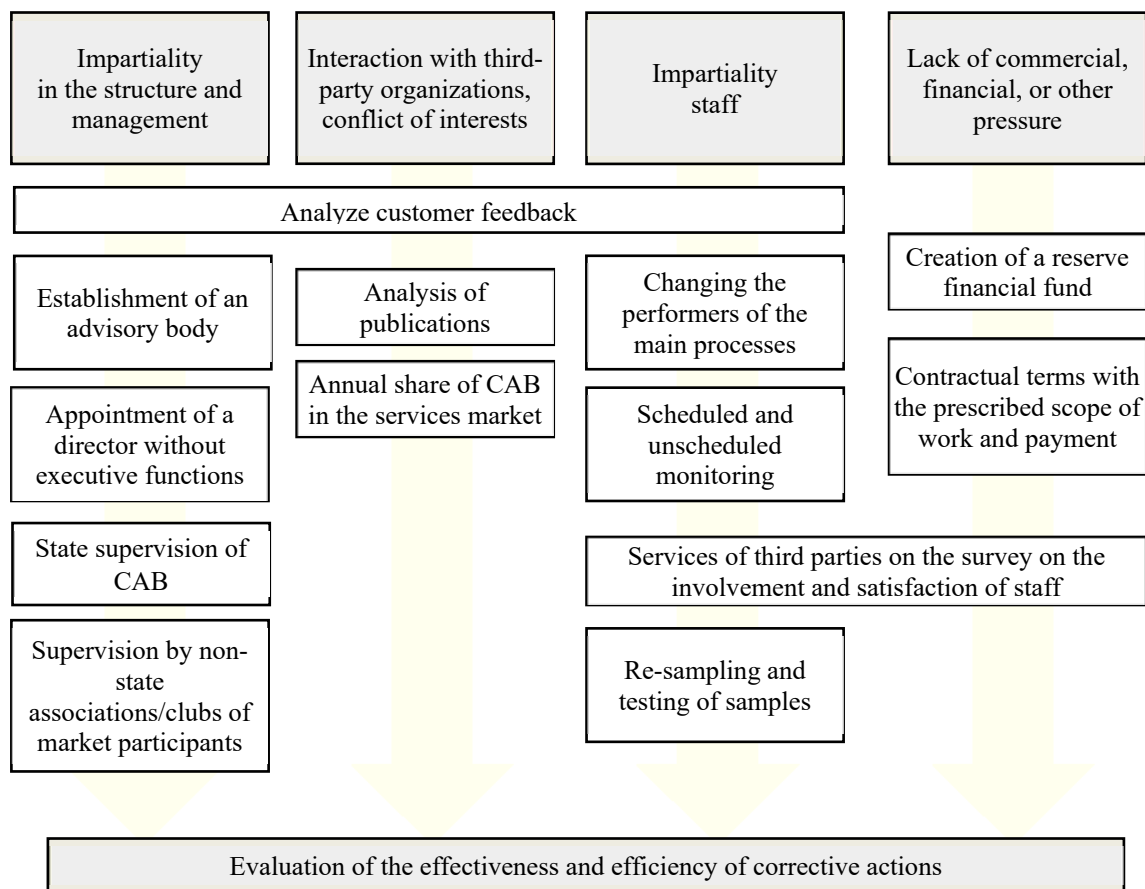 Impartiality
in the structure and
management
Interaction with third-
party organizations,
conflict of interests
Impartiality
staff
Lack of commercial,
financial, or other
pressure
Analyze customer feedback
Establishment of an
advisory body
Appointment of a
director without
executive functions
State supervision of
CAB
Supervision by non-
state
associations/clubs of
market participants
Analysis of
publications
Annual share of CAB
in the services market
Changing the
performers of the
main processes
Scheduled and
unscheduled
monitoring
Creation of a reserve
financial fund
Contractual terms with
the prescribed scope of
work and payment
Services of third parties on the survey on the
involvement and satisfaction of staff
Re-sampling and
testing of samples
Evaluation of the effectiveness and efficiency of corrective actions